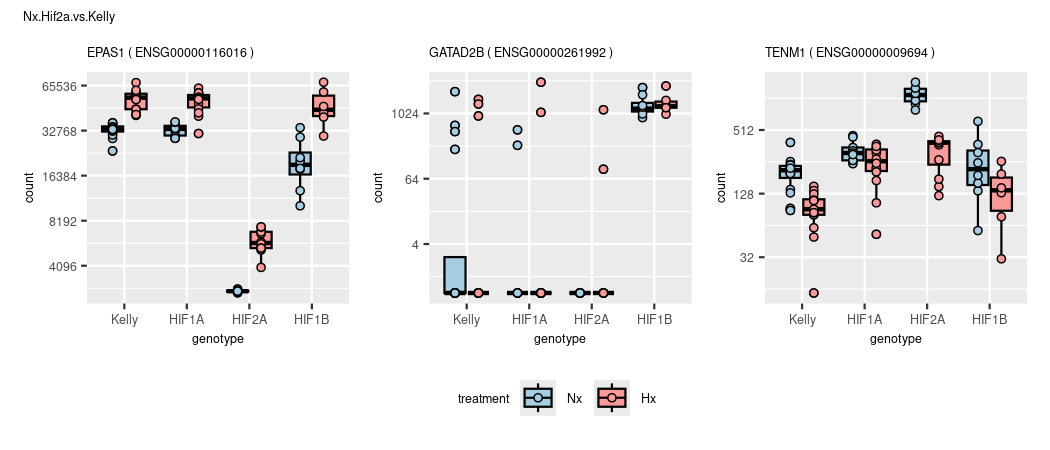 Nx.Hif2a.vs.Kelly
EPAS1 ( ENSG00000116016 )
65536
32768
16384
8192
4096
count
Kelly HIF1A HIF2A HIF1B
genotype
GATAD2B ( ENSG00000261992 )
1024
64
4
count
Kelly HIF1A HIF2A HIF1B
genotype
TENM1 ( ENSG00000009694 )
512
128
32
count
Kelly HIF1A HIF2A HIF1B
genotype
treatment Nx Hx